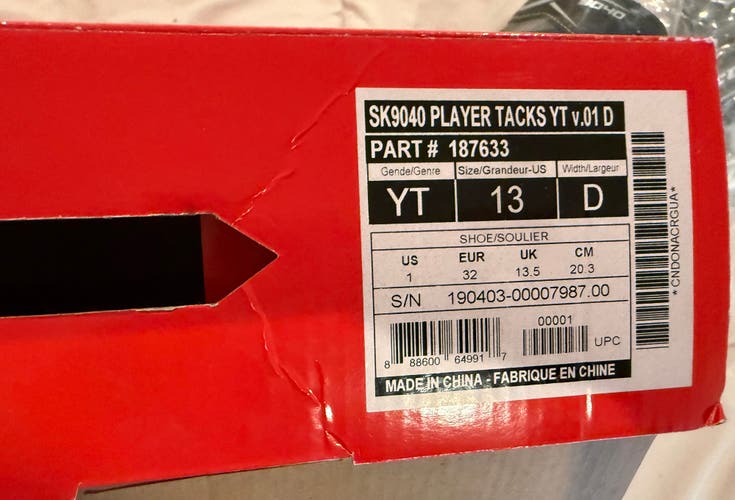 9040
SK9040 PLAYER TACKS YT v.01 D
PART # 187633
Gende/Genre Size/Grandeur-US Width/Largeur
YT 13 D
SHOE/SOULIER
US EUR UK CM
1 32 13.5 20.3
S/N 190403-00007987.00
00001
8 88600 64991 7 UPC
MADE IN CHINA - FABRIQUE EN CHINE
*CNDONACRGUA*